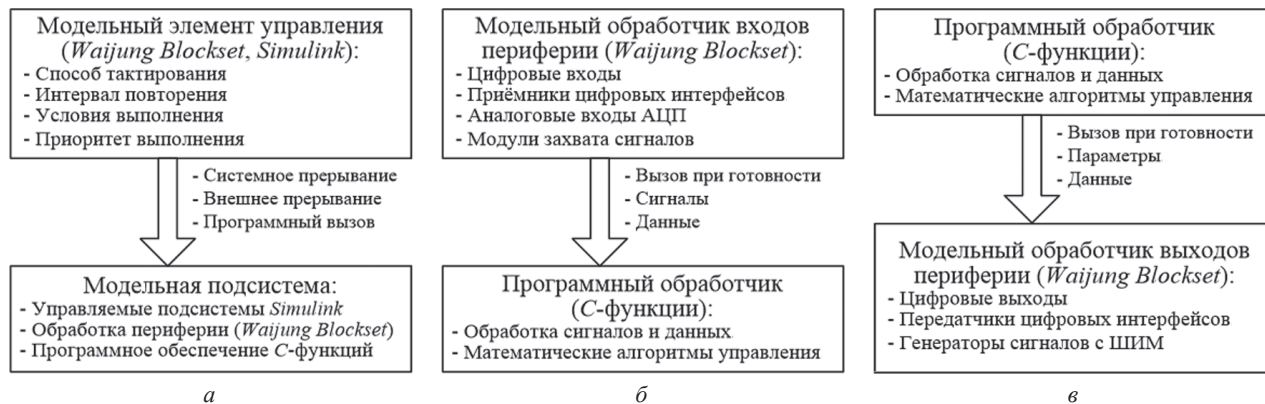 Модельный элемент управления
(Waijung Blockset, Simulink):
- Способ тактирования
- Интервал повторения
- Условия выполнения
- Приоритет выполнения
- Системное прерывание
- Внешнее прерывание
- Программный вызов
Модельная подсистема:
- Управляемые подсистемы Simulink
- Обработка периферии (Waijung Blockset)
- Программное обеспечение C-функций
а
Модельный обработчик входов
периферии (Waijung Blockset):
- Цифровые входы
- Приёмники цифровых интерфейсов
- Аналоговые входы АЦП
- Модули захвата сигналов
- Вызов при готовности
- Сигналы
- Данные
Программный обработчик
(C-функции):
- Обработка сигналов и данных
- Математические алгоритмы управления
б
Программный обработчик
(C-функции):
- Обработка сигналов и данных
- Математические алгоритмы управления
- Вызов при готовности
- Параметры
- Данные
Модельный обработчик выходов
периферии (Waijung Blockset):
- Цифровые выходы
- Передатчики цифровых интерфейсов
- Генераторы сигналов с ШИМ
в